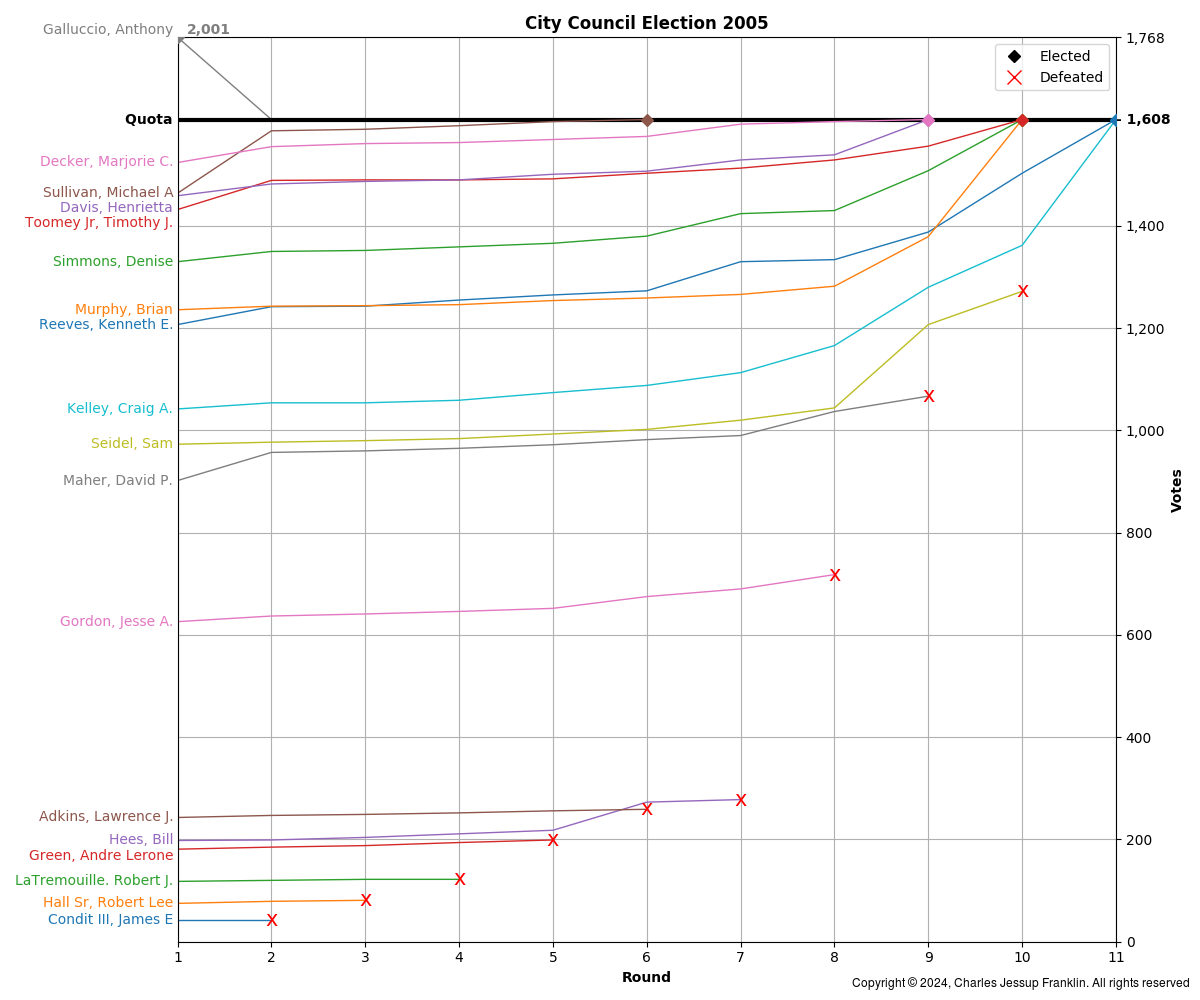 City Council Election 2005
Galluccio, Anthony 2,001
1,768
Elected
Defeated
Quota
1,608
Decker, Marjorie C.
Sullivan, Michael A
Davis, Henrietta
Toomey Jr, Timothy J.
1,400
Simmons, Denise
Murphy, Brian
Reeves, Kenneth E.
1,200
Kelley, Craig A.
Seidel, Sam
1,000
Maher, David P.
Votes
800
Gordon, Jesse A.
600
400
Adkins, Lawrence J.
Hees, Bill
200
Green, Andre Lerone
LaTremouille. Robert J.
Hall Sr, Robert Lee
Condit III, James E
0
1 2 3 4 5 6 7 8 9 10 11
Round
Copyright © 2024, Charles Jessup Franklin. All rights reserved